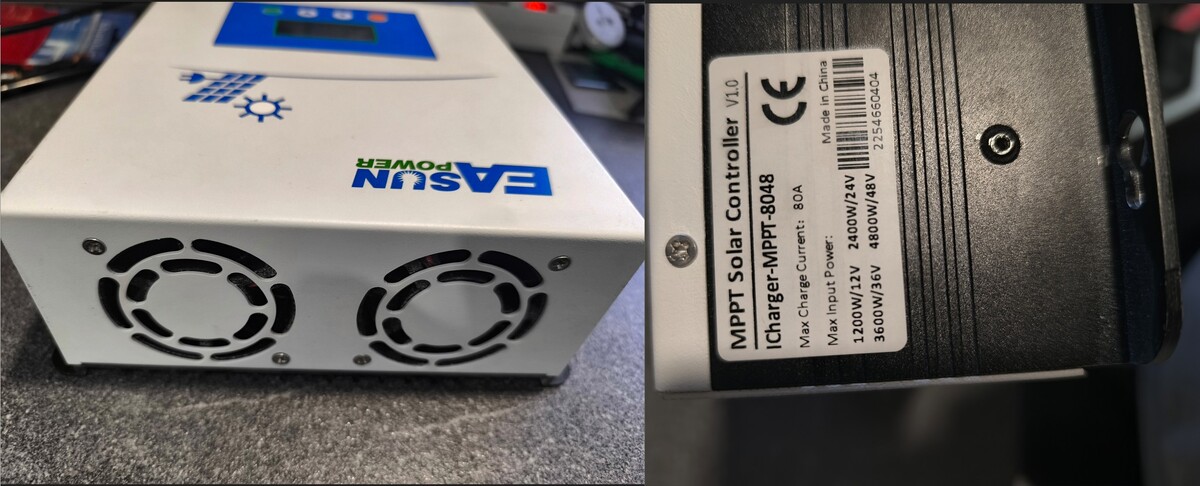 EASUN
POWER
MPPT Solar Controller V1.0
ICharger-MPPT-8048
Max Charge Current: 80A
Max Input Power:
1200W/12V 2400W/24V
3600W/36V 4800W/48V
CE
Made in China
2254660404